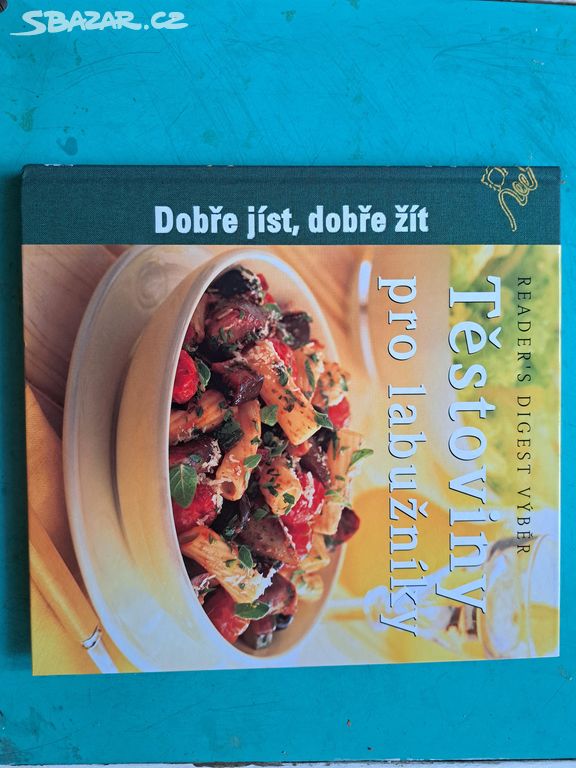 SBAZAR.CZ
Dobře jíst, dobře žít
READER'S DIGEST VÝBĚR
Těstoviny
pro labužníky